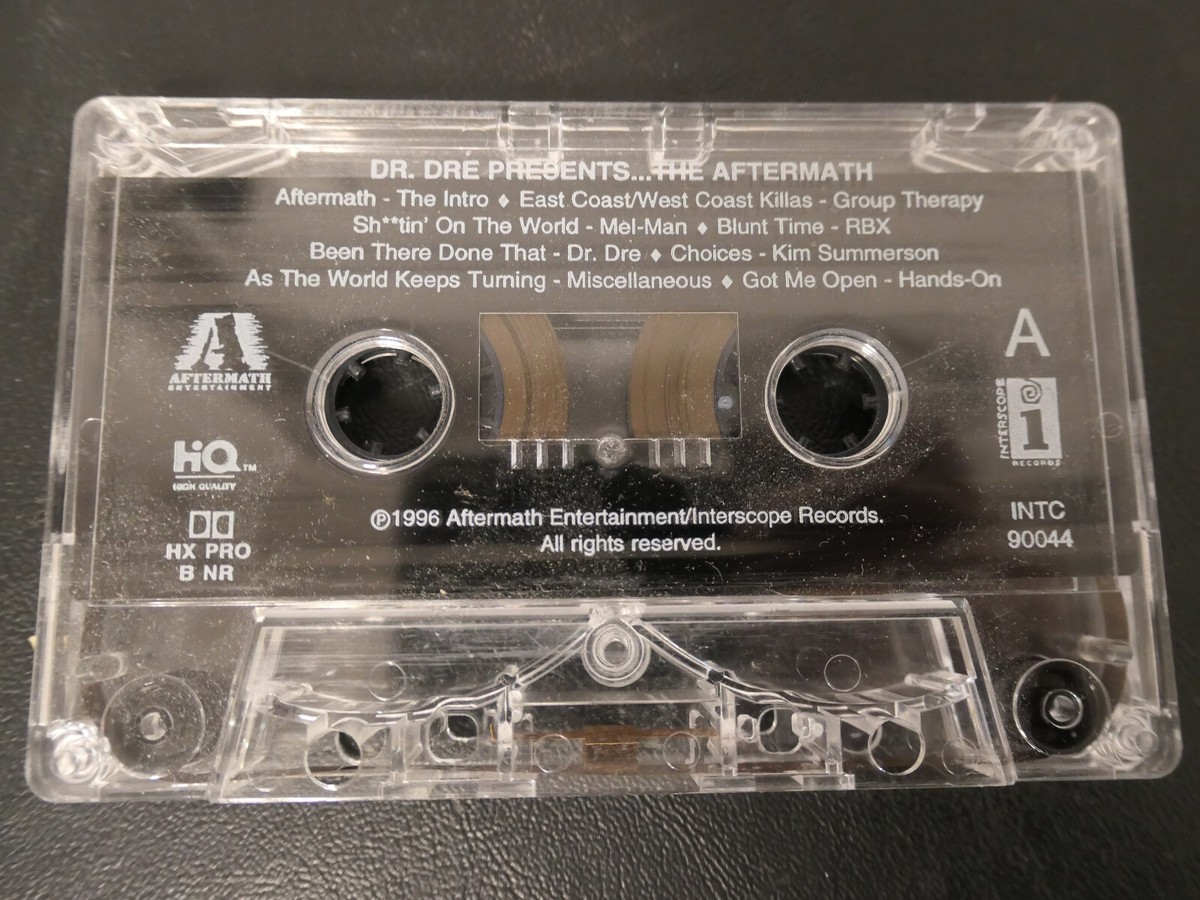 DR. DRE PRESENTS...THE AFTERMATH
Aftermath - The Intro ♦ East Coast/West Coast Killas - Group Therapy
Sh**tin' On The World - Mel-Man ♦ Blunt Time - RBX
Been There Done That - Dr. Dre ♦ Choices - Kim Summerson
As The World Keeps Turning - Miscellaneous ♦ Got Me Open - Hands-On
A
AFTERMATH
ENTERTAINMENT
A
INTERSCOPE
i
RECORDS
HiQ™
HIGH QUALITY
HX PRO
B NR
℗1996 Aftermath Entertainment/Interscope Records.
All rights reserved.
INTC
90044